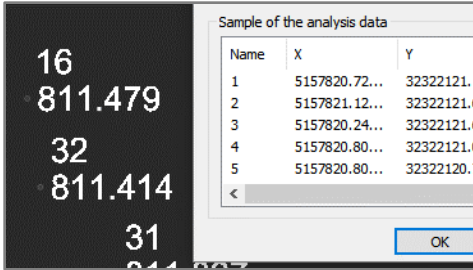 16
811.479
32
811.414
31
Sample of the analysis data
Name X Y
1 5157820.72... 32322121.
2 5157821.12... 32322121.
3 5157820.24... 32322121.
4 5157820.80... 32322121.
5 5157820.80... 32322120.
OK